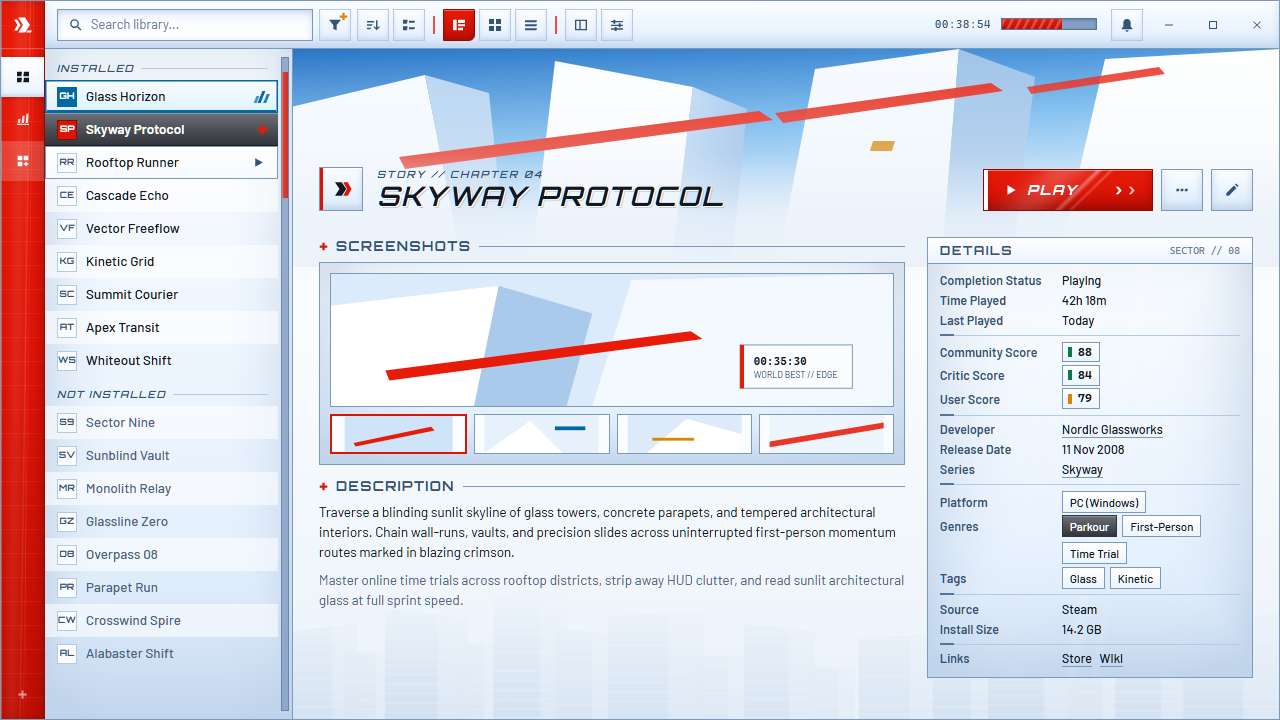 Search library...
00:38:54
INSTALLED
GH Glass Horizon
SP Skyway Protocol
RR Rooftop Runner
CE Cascade Echo
VF Vector Freeflow
KG Kinetic Grid
SC Summit Courier
AT Apex Transit
WS Whiteout Shift
NOT INSTALLED
S9 Sector Nine
SV Sunblind Vault
MR Monolith Relay
GZ Glassline Zero
O8 Overpass 08
PR Parapet Run
CW Crosswind Spire
AL Alabaster Shift
STORY // CHAPTER 04
SKYWAY PROTOCOL
PLAY
SCREENSHOTS
00:35:30
WORLD BEST // EDGE
DESCRIPTION
Traverse a blinding sunlit skyline of glass towers, concrete parapets, and tempered architectural
interiors. Chain wall-runs, vaults, and precision slides across uninterrupted first-person momentum
routes marked in blazing crimson.
Master online time trials across rooftop districts, strip away HUD clutter, and read sunlit architectural
glass at full sprint speed.
DETAILS
SECTOR // 08
Completion Status Playing
Time Played 42h 18m
Last Played Today
Community Score 88
Critic Score 84
User Score 79
Developer Nordic Glassworks
Release Date 11 Nov 2008
Series Skyway
Platform PC (Windows)
Genres Parkour First-Person
Time Trial
Tags Glass Kinetic
Source Steam
Install Size 14.2 GB
Links Store Wiki